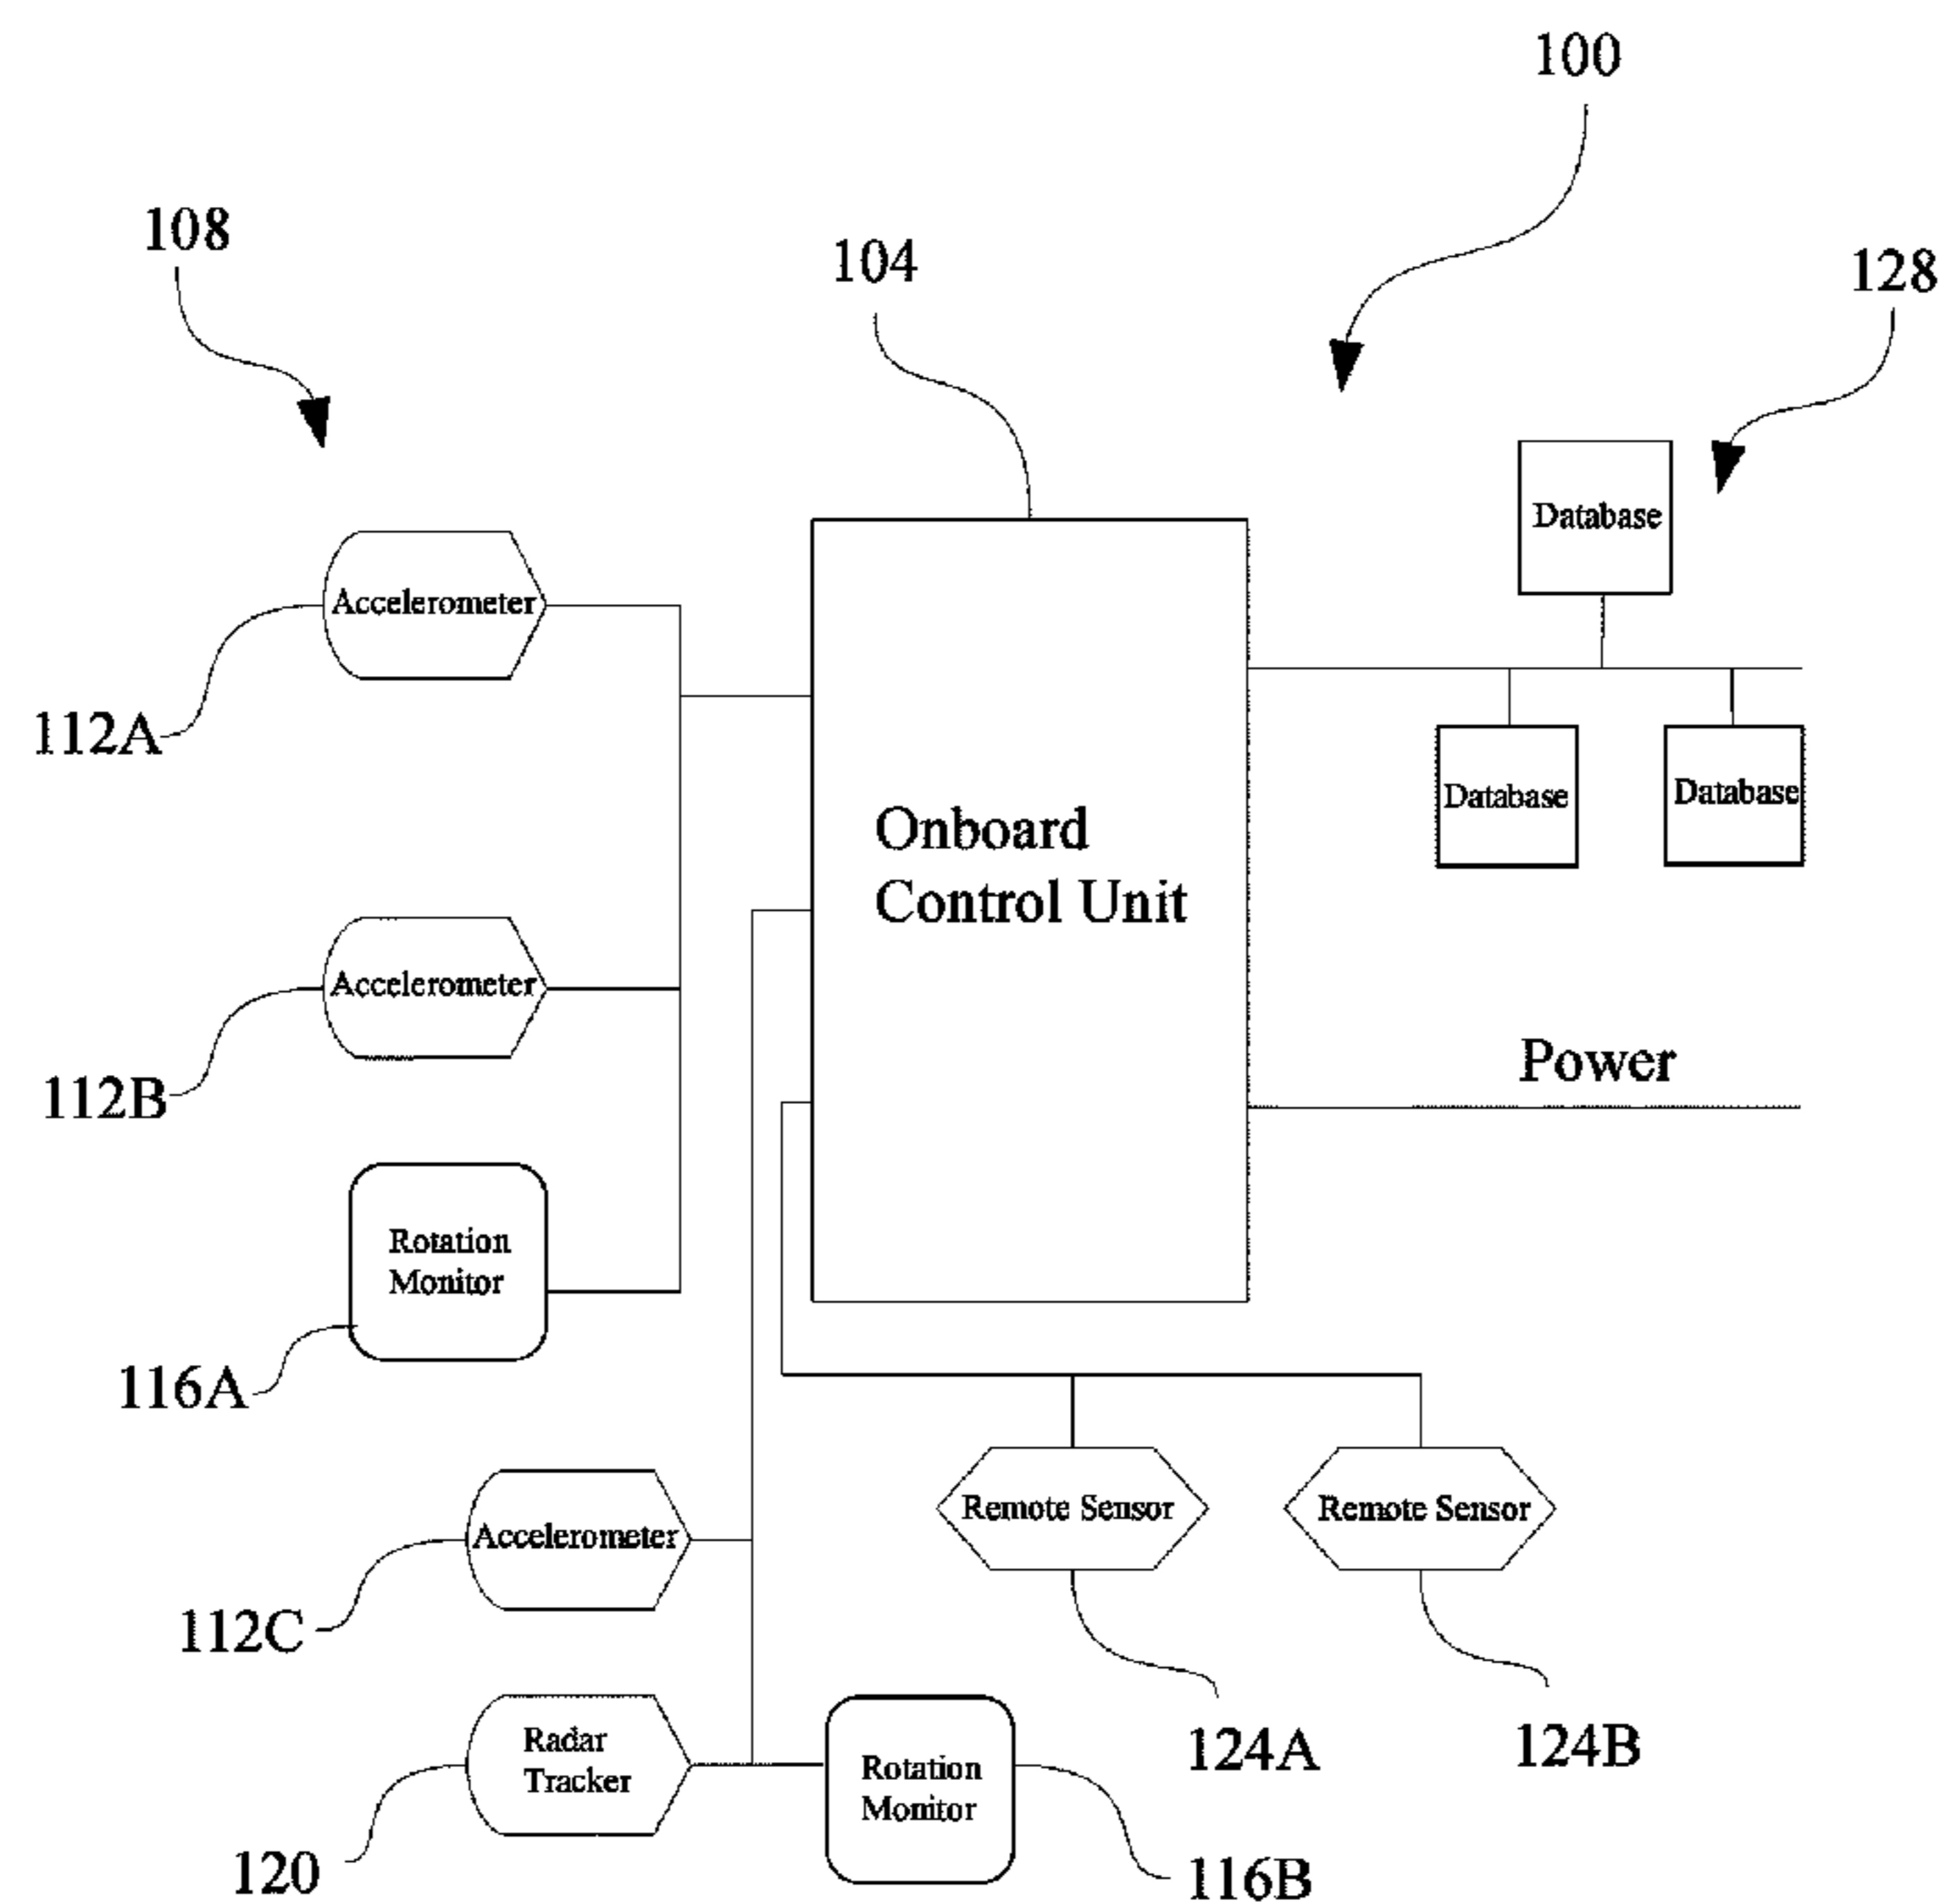 100
108
104
128
Database
Accelerometer
112A
Database
Database
Onboard
Control Unit
Accelerometer
112B
Power
Rotation
Monitor
116A
Remote Sensor
Remote Sensor
Accelerometer
112C
124A
124B
Radar
Tracker
Rotation
Monitor
120
116B